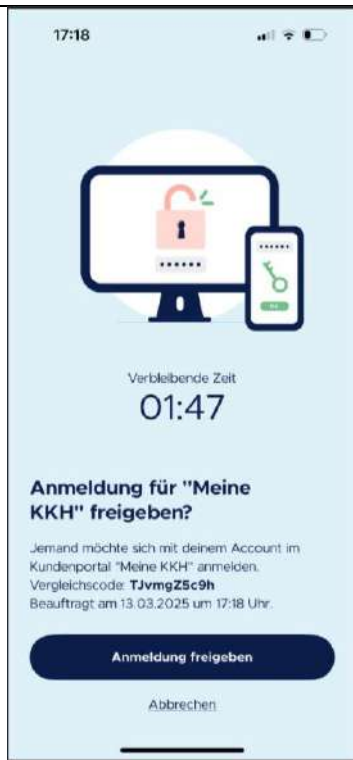 17:18
Verbleibende Zeit
01:47
Anmeldung für "Meine
KKH" freigeben?
Jemand möchte sich mit deinem Account im
Kundenportal "Meine KKH" anmelden.
Vergleichscode: TJvmgZ5c9h
Beauftragt am 13.03.2025 um 17:18 Uhr.
Anmeldung freigeben
Abbrechen